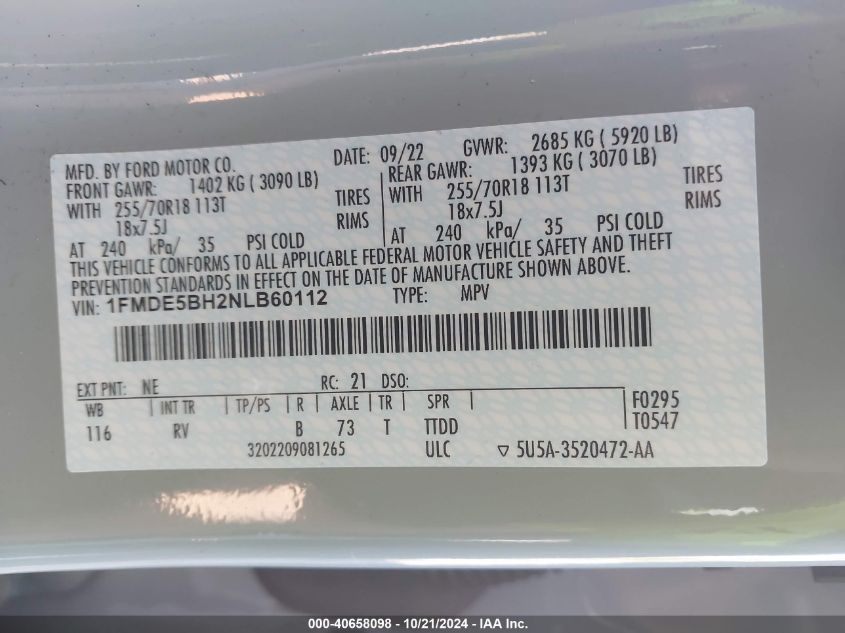 MFD. BY FORD MOTOR CO. DATE: 09/22 GVWR: 2685 KG ( 5920 LB)
FRONT GAWR: 1402 KG ( 3090 LB) REAR GAWR: 1393 KG ( 3070 LB)
WITH 255/70R18 113T TIRES WITH 255/70R18 113T TIRES
18x7.5J RIMS 18x7.5J RIMS
AT 240 kPa/ 35 PSI COLD AT 240 kPa/ 35 PSI COLD
THIS VEHICLE CONFORMS TO ALL APPLICABLE FEDERAL MOTOR VEHICLE SAFETY AND THEFT
PREVENTION STANDARDS IN EFFECT ON THE DATE OF MANUFACTURE SHOWN ABOVE.
VIN: 1FMDE5BH2NLB60112 TYPE: MPV
EXT PNT: NE RC: 21 DSO:
WB | INT TR | TP/PS | R | AXLE | TR | SPR | F0295
116 RV B 73 T TTDD T0547
3202209081265 ULC ▽ 5U5A-3520472-AA
000-40658098 - 10/21/2024 - IAA Inc.